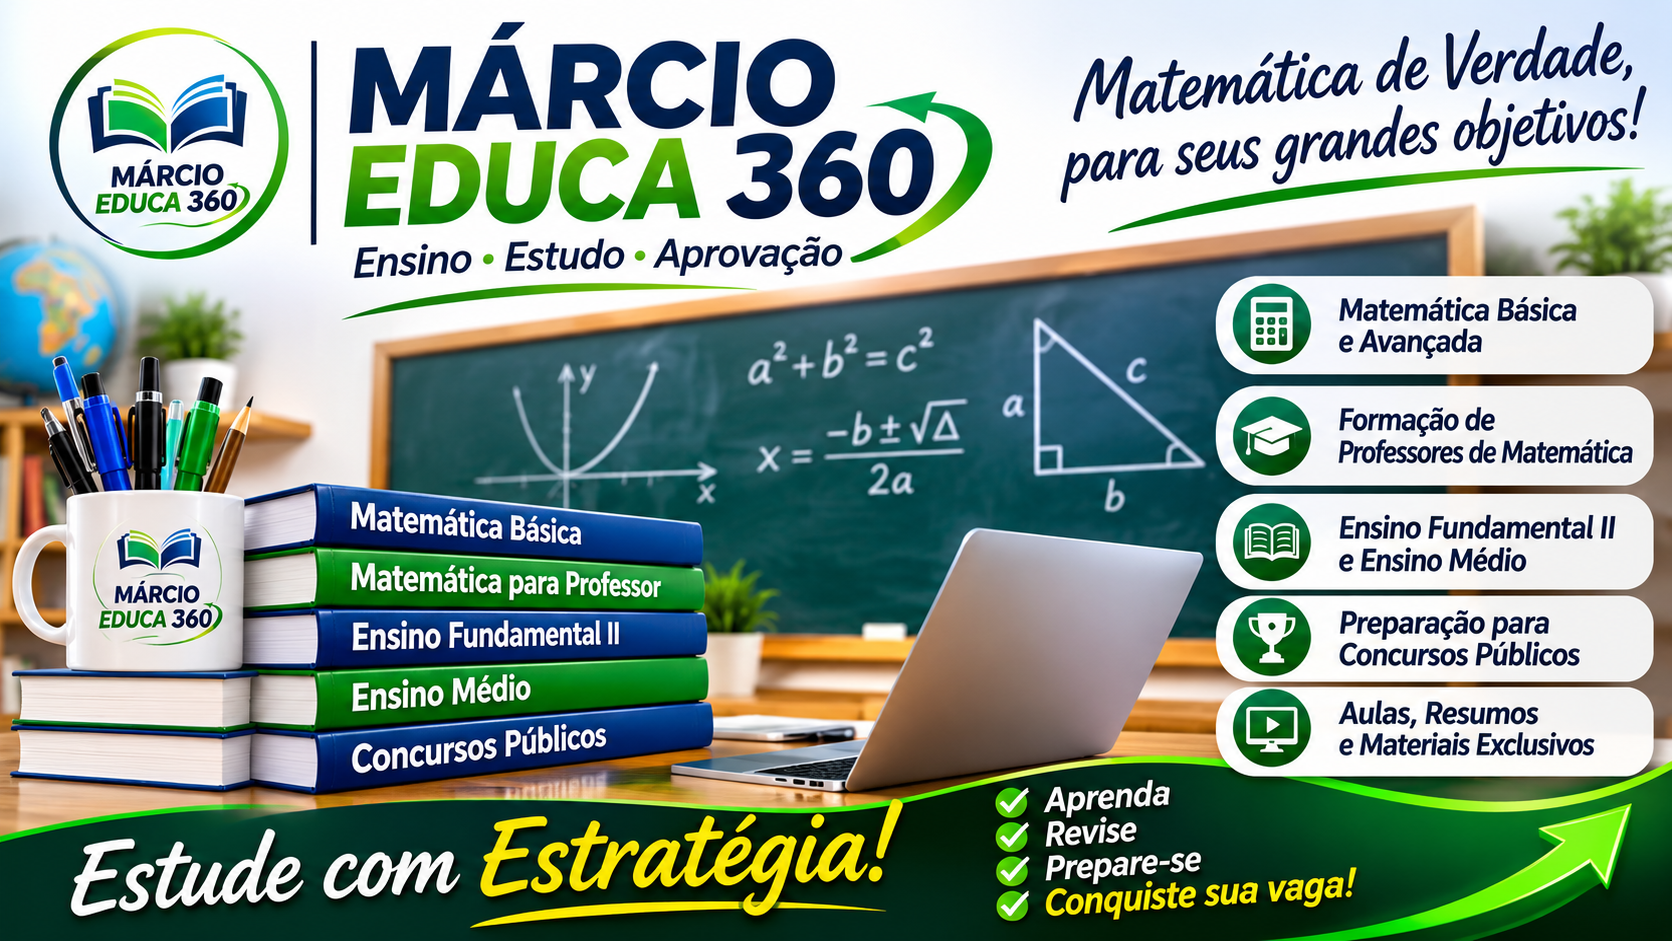 MÁRCIO
EDUCA 360
MÁRCIO
EDUCA 360
Ensino • Estudo • Aprovação
Matemática de Verdade,
para seus grandes objetivos!
y
x
a² + b² = c²
x = \frac{-b ± √Δ}{2a}
a
c
b
Matemática Básica
e Avançada
Formação de
Professores de Matemática
Ensino Fundamental II
e Ensino Médio
Preparação para
Concursos Públicos
Aulas, Resumos
e Materiais Exclusivos
MÁRCIO
EDUCA 360
Matemática Básica
Matemática para Professor
Ensino Fundamental II
Ensino Médio
Concursos Públicos
Estude com Estratégia!
Aprenda
Revise
Prepare-se
Conquiste sua vaga!